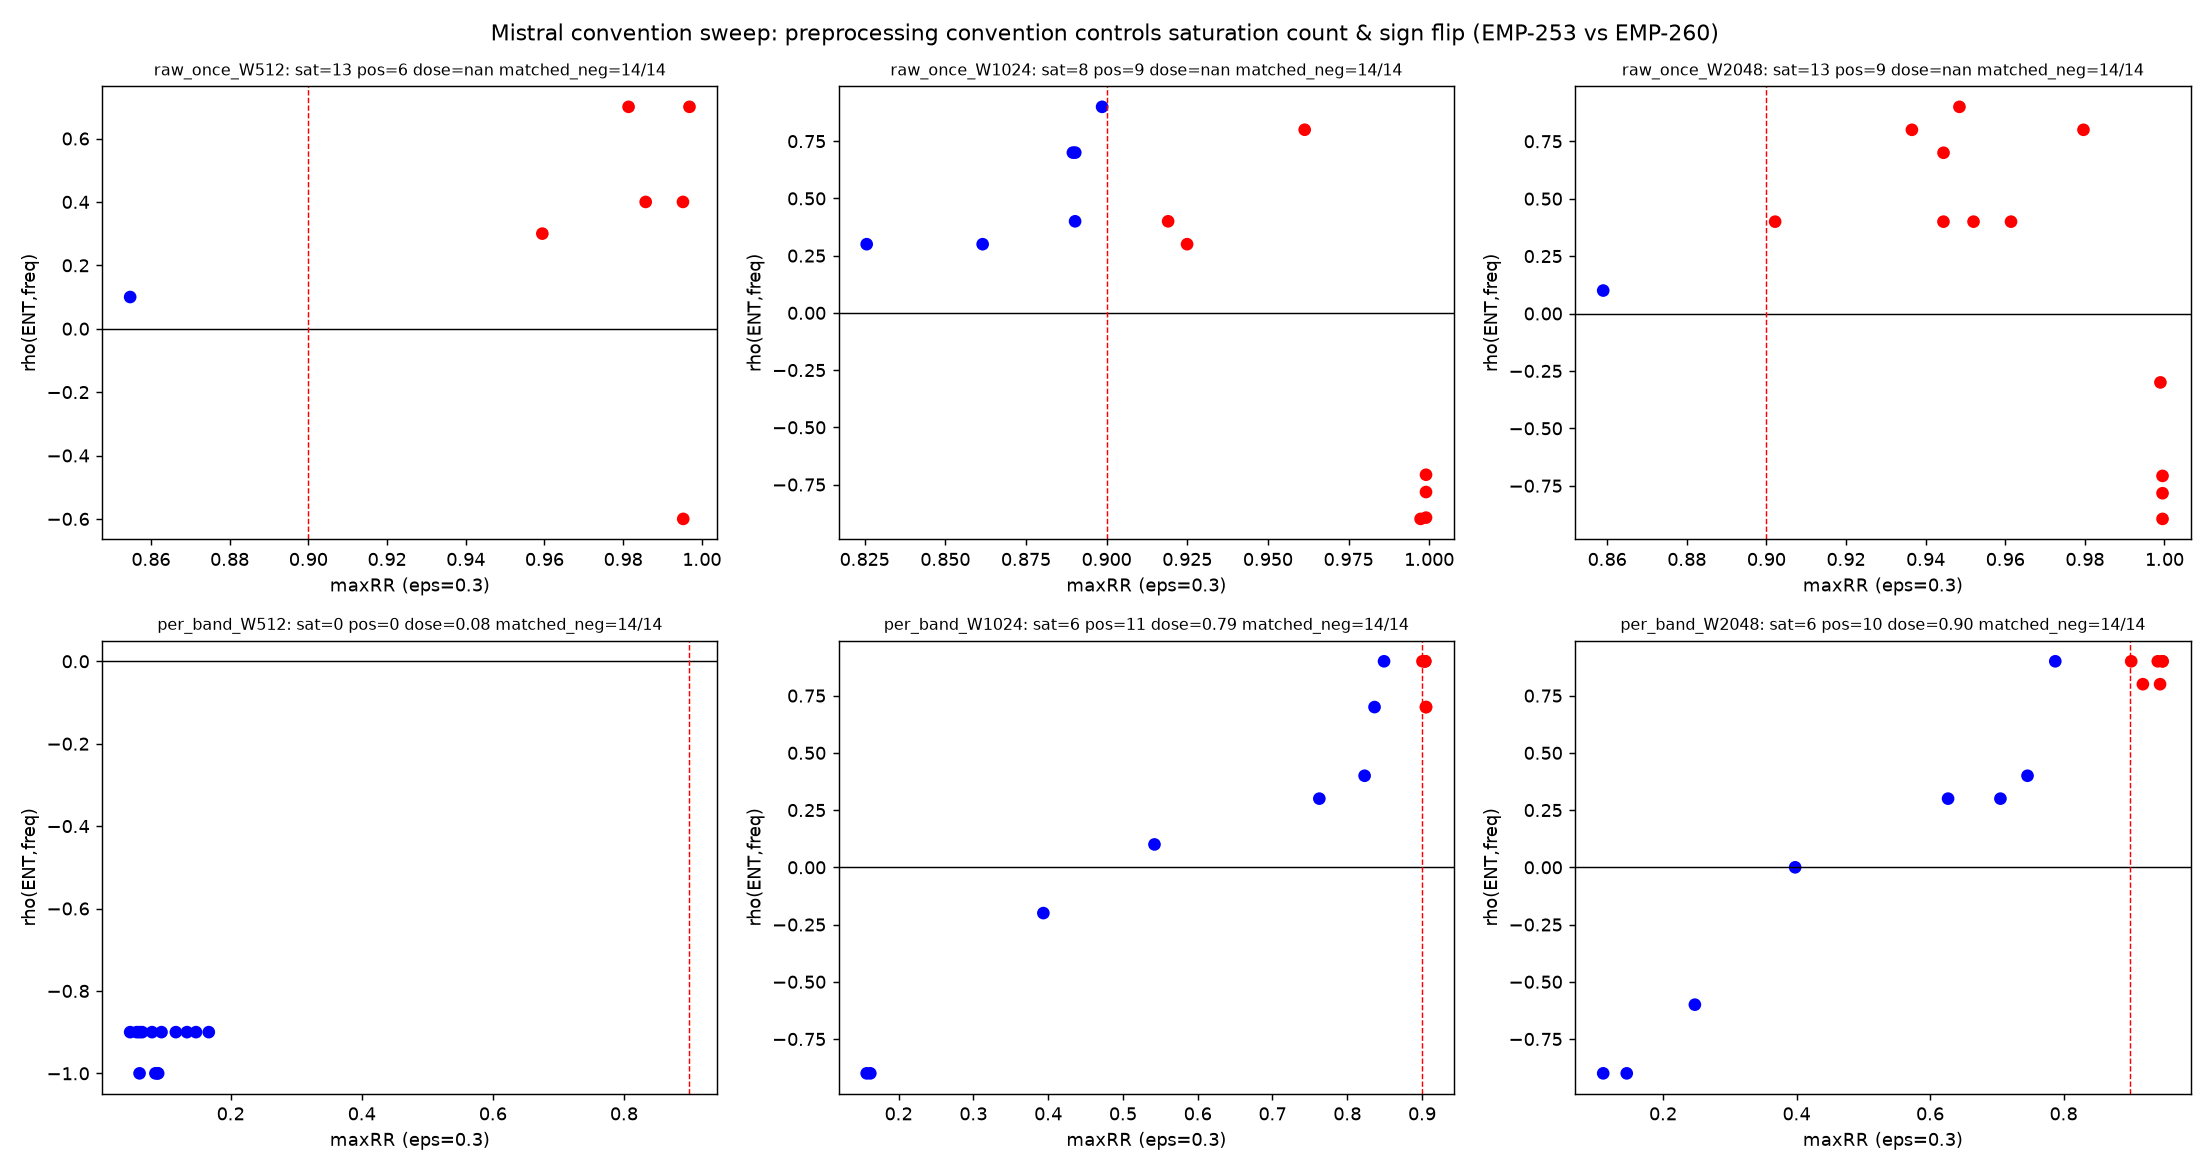 Mistral convention sweep: preprocessing convention controls saturation count & sign flip (EMP-253 vs EMP-260)
raw_once_W512: sat=13 pos=6 dose=nan matched_neg=14/14
rho(ENT,freq)
0.6
0.4
0.2
0.0
−0.2
−0.4
−0.6
0.86 0.88 0.90 0.92 0.94 0.96 0.98 1.00
maxRR (eps=0.3)
raw_once_W1024: sat=8 pos=9 dose=nan matched_neg=14/14
rho(ENT,freq)
0.75
0.50
0.25
0.00
−0.25
−0.50
−0.75
0.825 0.850 0.875 0.900 0.925 0.950 0.975 1.000
maxRR (eps=0.3)
raw_once_W2048: sat=13 pos=9 dose=nan matched_neg=14/14
rho(ENT,freq)
0.75
0.50
0.25
0.00
−0.25
−0.50
−0.75
0.86 0.88 0.90 0.92 0.94 0.96 0.98 1.00
maxRR (eps=0.3)
per_band_W512: sat=0 pos=0 dose=0.08 matched_neg=14/14
rho(ENT,freq)
0.0
−0.2
−0.4
−0.6
−0.8
−1.0
0.2 0.4 0.6 0.8
maxRR (eps=0.3)
per_band_W1024: sat=6 pos=11 dose=0.79 matched_neg=14/14
rho(ENT,freq)
0.75
0.50
0.25
0.00
−0.25
−0.50
−0.75
0.2 0.3 0.4 0.5 0.6 0.7 0.8 0.9
maxRR (eps=0.3)
per_band_W2048: sat=6 pos=10 dose=0.90 matched_neg=14/14
rho(ENT,freq)
0.75
0.50
0.25
0.00
−0.25
−0.50
−0.75
0.2 0.4 0.6 0.8
maxRR (eps=0.3)